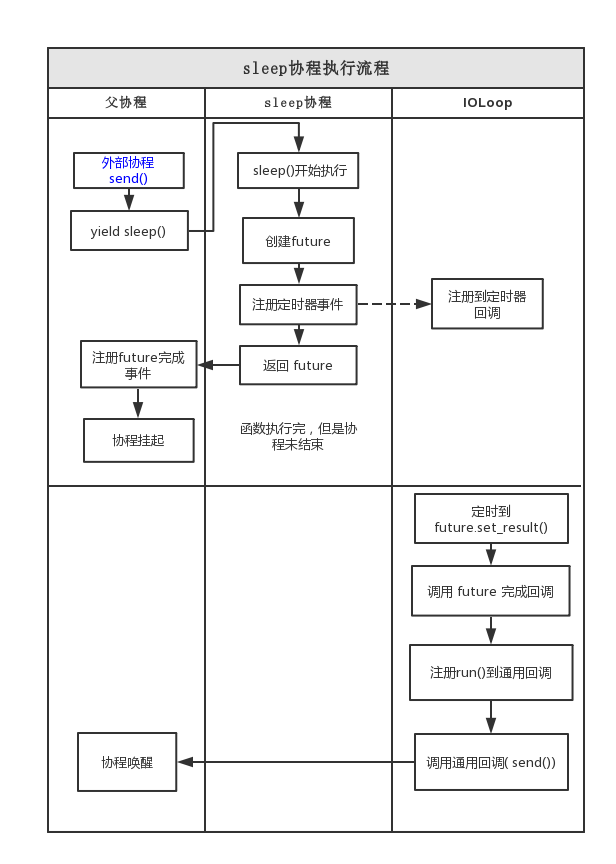 sleep协程执行流程
父协程
sleep协程
IOLoop
外部协程
send()
sleep()开始执行
yield sleep()
创建future
注册定时器事件
注册到定时器
回调
注册future完成
事件
返回 future
协程挂起
函数执行完，但是协
程未结束
定时到
future.set_result()
调用 future 完成回调
注册run()到通用回调
协程唤醒
调用通用回调( send())